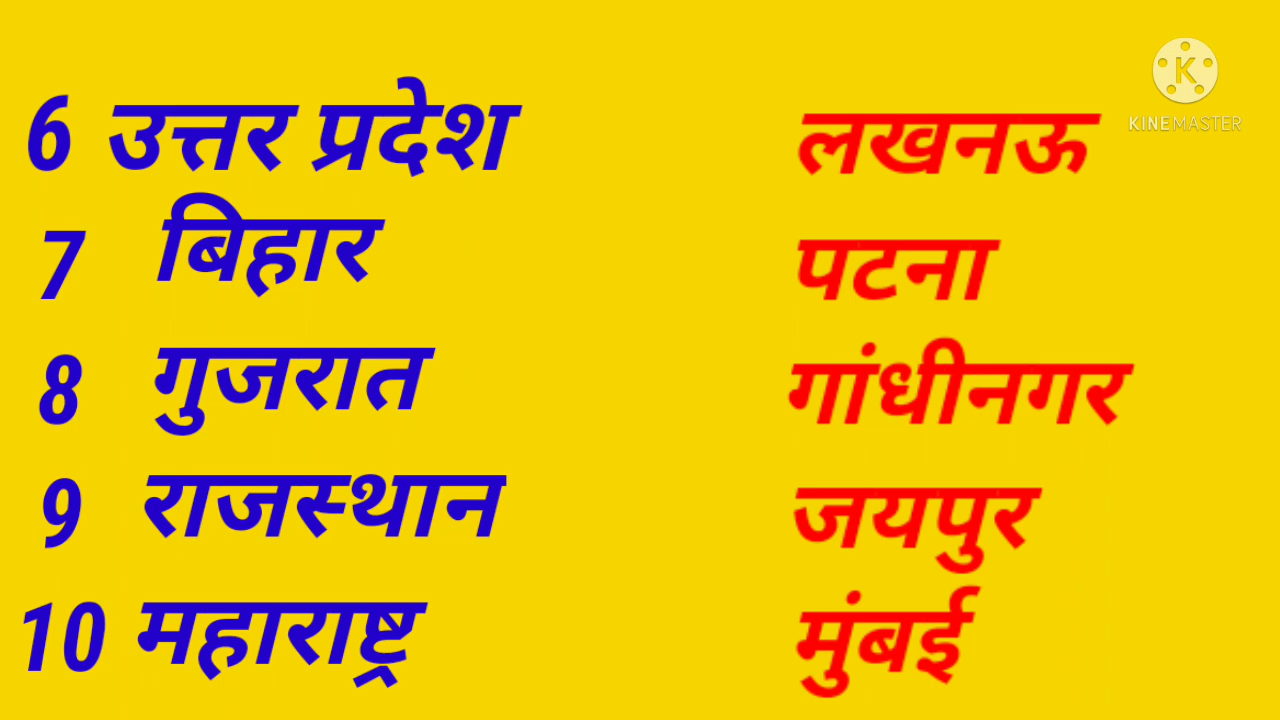 6 उत्तर प्रदेश लखनऊ
7 बिहार पटना
8 गुजरात गांधीनगर
9 राजस्थान जयपुर
10 महाराष्ट्र मुंबई
K
KINEMASTER